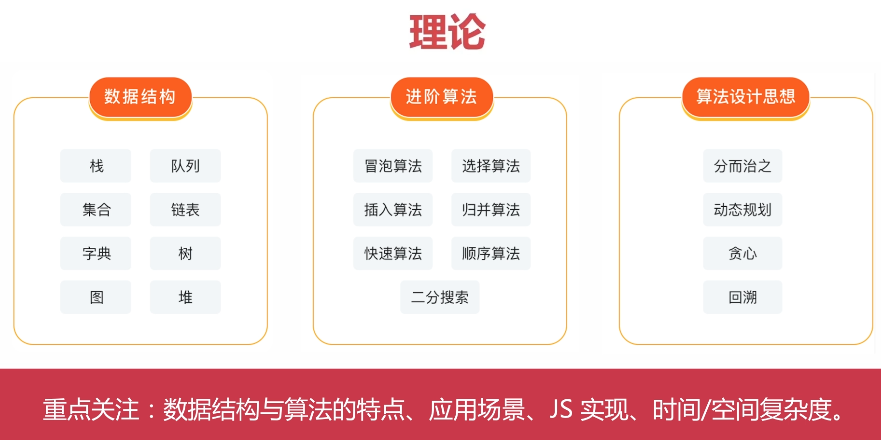 理论
数据结构
栈
队列
集合
链表
字典
树
图
堆
进阶算法
冒泡算法
选择算法
插入算法
归并算法
快速算法
顺序算法
二分搜索
算法设计思想
分而治之
动态规划
贪心
回溯
重点关注：数据结构与算法的特点、应用场景、JS 实现、时间/空间复杂度。